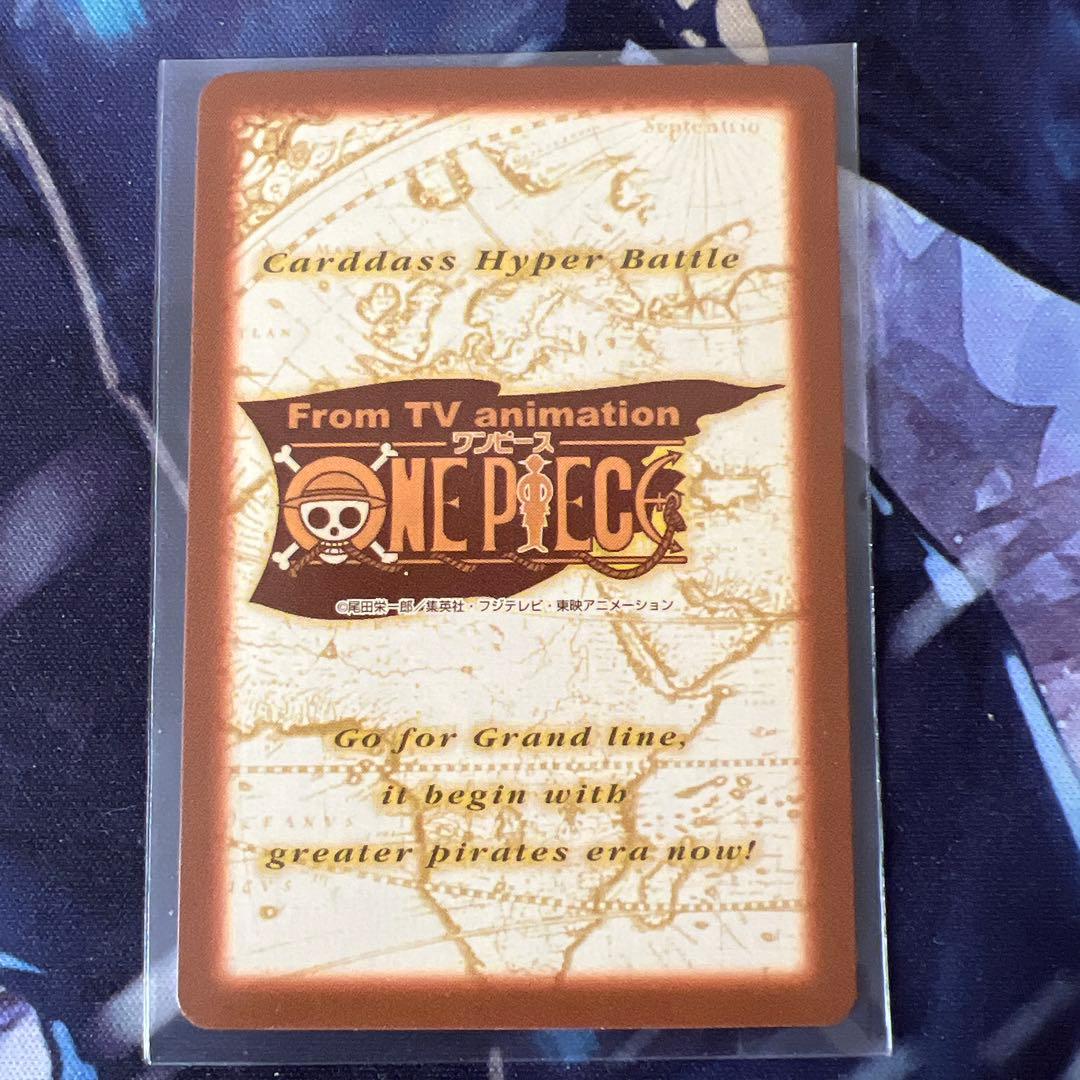 Septentrio
Carddass Hyper Battle
From TV animation
ワンピース
ONE PIECE
©尾田栄一郎／集英社・フジテレビ・東映アニメーション
Go for Grand line,
it begin with
greater pirates era now!